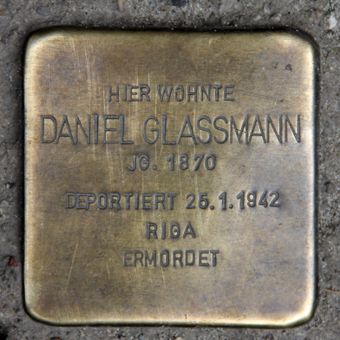 HIER WOHNTE
DANIEL GLASSMANN
JG. 1870
DEPORTIERT 25.1.1942
RIGA
ERMORDET